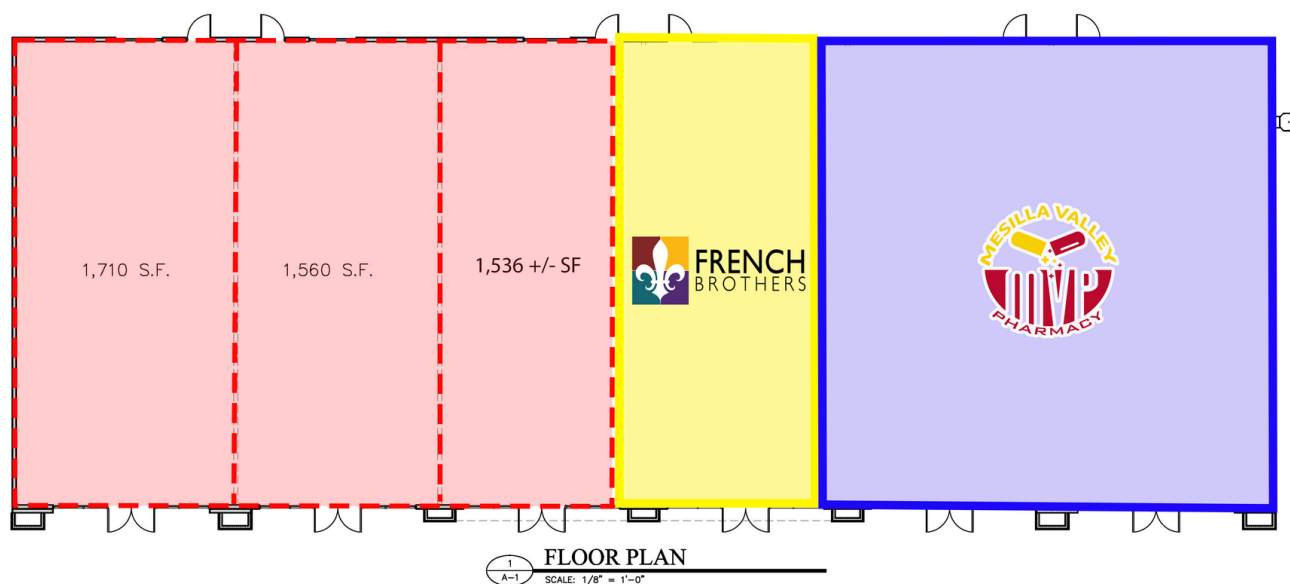 1,710 S.F.
1,560 S.F.
1,536 +/- SF
FRENCH
BROTHERS
MESILLA VALLEY
mVP
PHARMACY
1
A-1
FLOOR PLAN
SCALE: 1/8" = 1'-0"